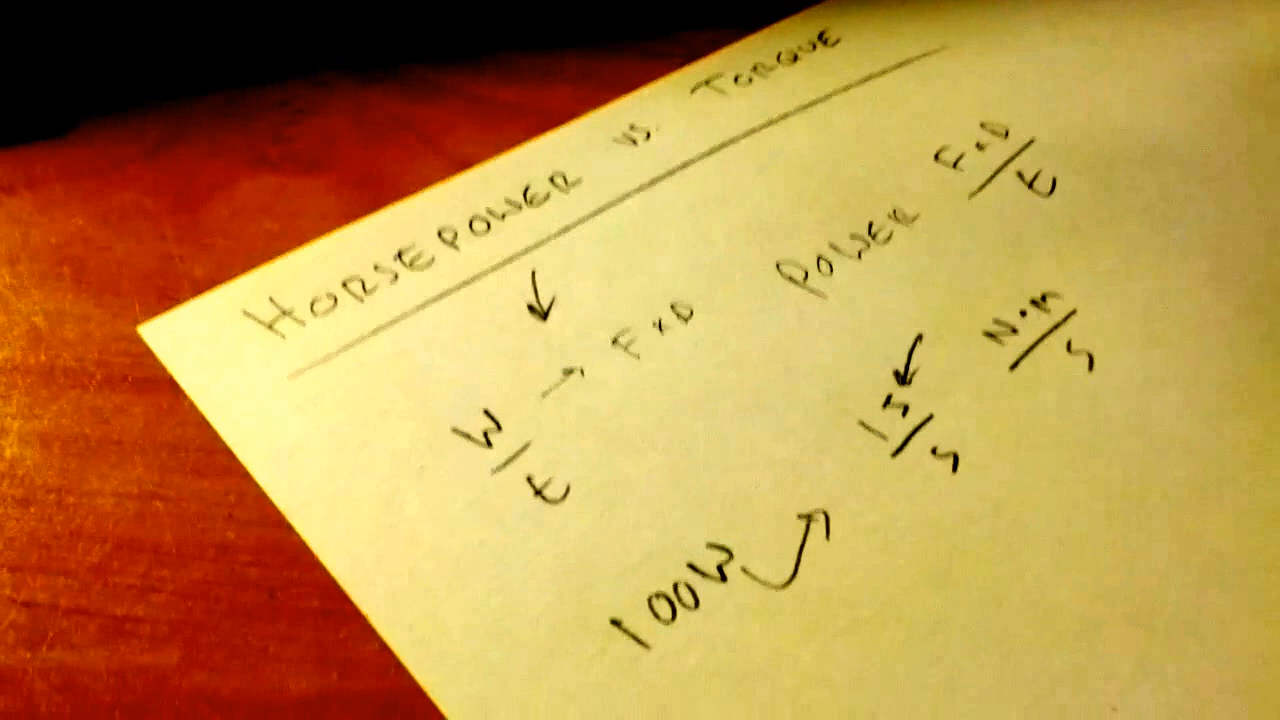 HORSEPOWER VS. TORQUE
↓
W/t → F×D
POWER F×D/t
N·M/s
1J/s
100W